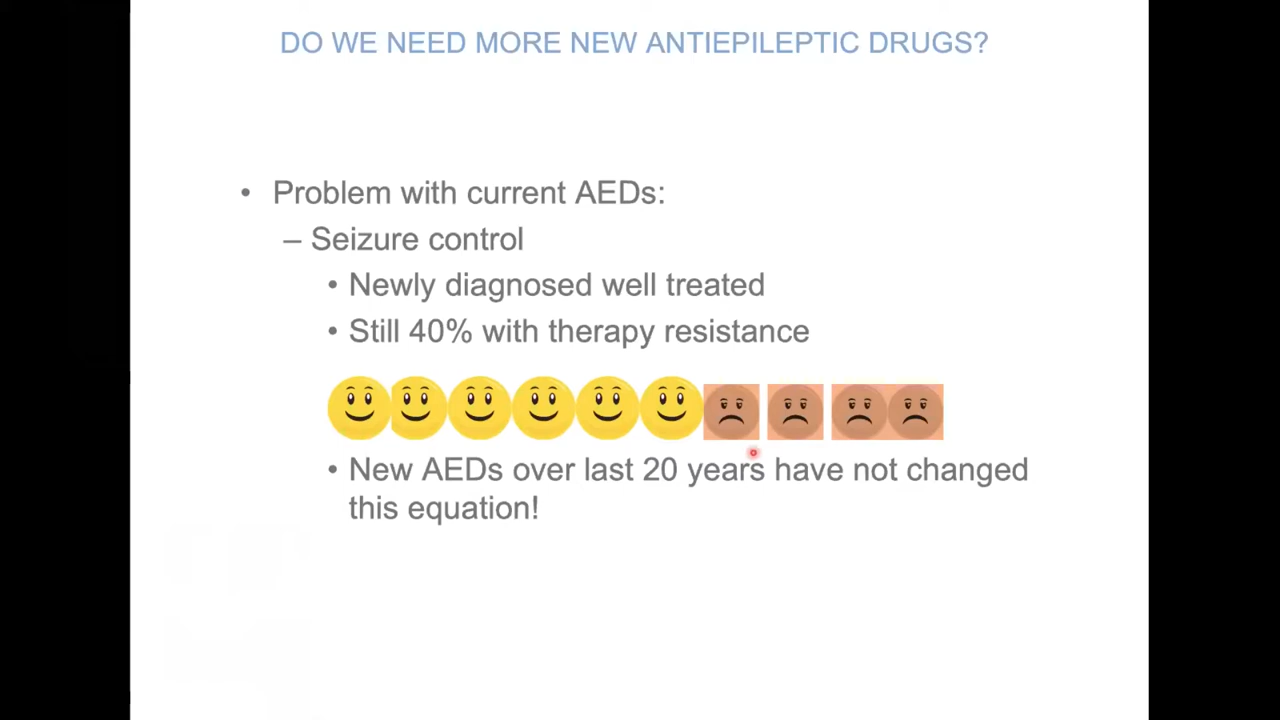 DO WE NEED MORE NEW ANTIEPILEPTIC DRUGS?
• Problem with current AEDs:
– Seizure control
• Newly diagnosed well treated
• Still 40% with therapy resistance
• New AEDs over last 20 years have not changed
this equation!